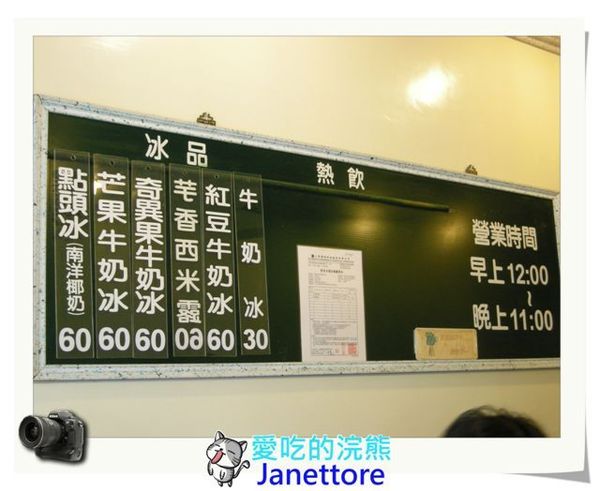 冰品
熱飲
牛奶冰 30
紅豆牛奶冰 60
芋香西米露 60
奇異果牛奶冰 60
芒果牛奶冰 60
點頭冰(南洋椰奶) 60
營業時間
早上12:00
~
晚上11:00
愛吃的浣熊
Janettore